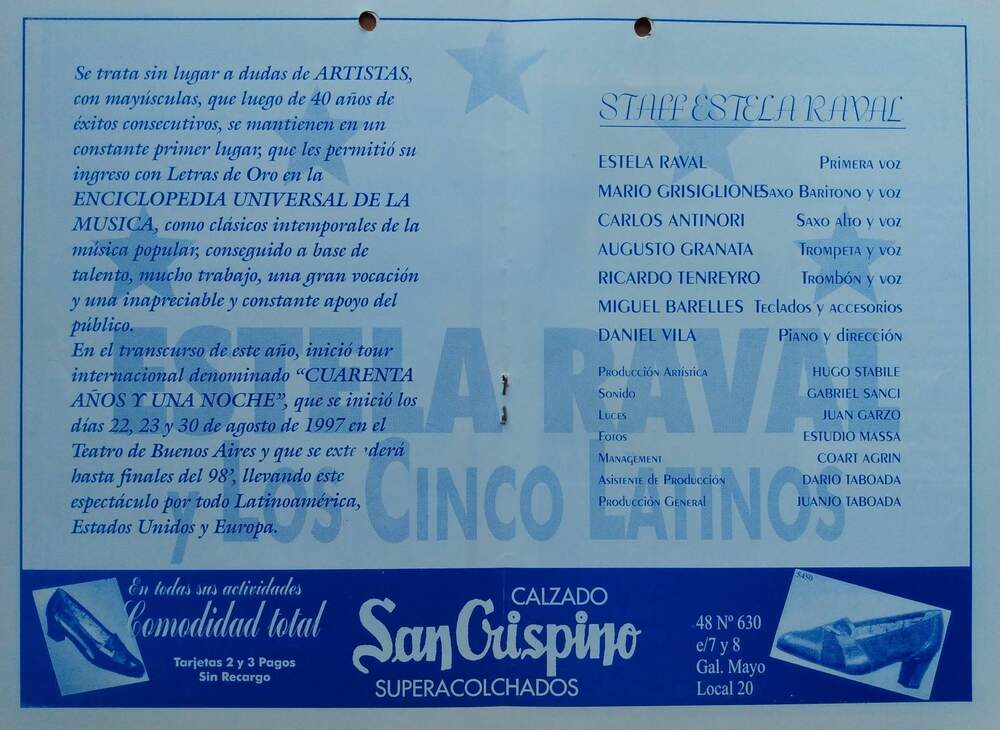 Se trata sin lugar a dudas de ARTISTAS,
con mayúsculas, que luego de 40 años de
éxitos consecutivos, se mantienen en un
constante primer lugar, que les permitió su
ingreso con Letras de Oro en la
ENCICLOPEDIA UNIVERSAL DE LA
MUSICA, como clásicos intemporales de la
música popular, conseguido a base de
talento, mucho trabajo, una gran vocación
y una inapreciable y constante apoyo del
público.
En el transcurso de este año, inició tour
internacional denominado “CUARENTA
AÑOS Y UNA NOCHE”, que se inició los
días 22, 23 y 30 de agosto de 1997 en el
Teatro de Buenos Aires y que se
hasta finales del 98’, llevando este
espectáculo por todo Latinoamérica,
Estados Unidos y Europa.
STAFF ESTELA RAVAL
ESTELA RAVAL Primera voz
MARIO GRISIGLIONE Saxo Baritono y voz
CARLOS ANTINORI Saxo alto y voz
AUGUSTO GRANATA Trompeta y voz
RICARDO TENREYRO Trombón y voz
MIGUEL BARELLES Teclados y accesorios
DANIEL VILA Piano y dirección
Producción Artística HUGO STABILE
Sonido GABRIEL SANCI
Luces JUAN GARZO
Fotos ESTUDIO MASSA
Management COART AGRIN
Asistente de Producción DARIO TABOADA
Producción General JUANJO TABOADA
ESTELA RAVAL
y LOS CINCO LATINOS
En todas sus actividades
Comodidad total
Tarjetas 2 y 3 Pagos
Sin Recargo
CALZADO
San Crispino
SUPERACOLCHADOS
48 Nº 630
e/7 y 8
Gal. Mayo
Local 20